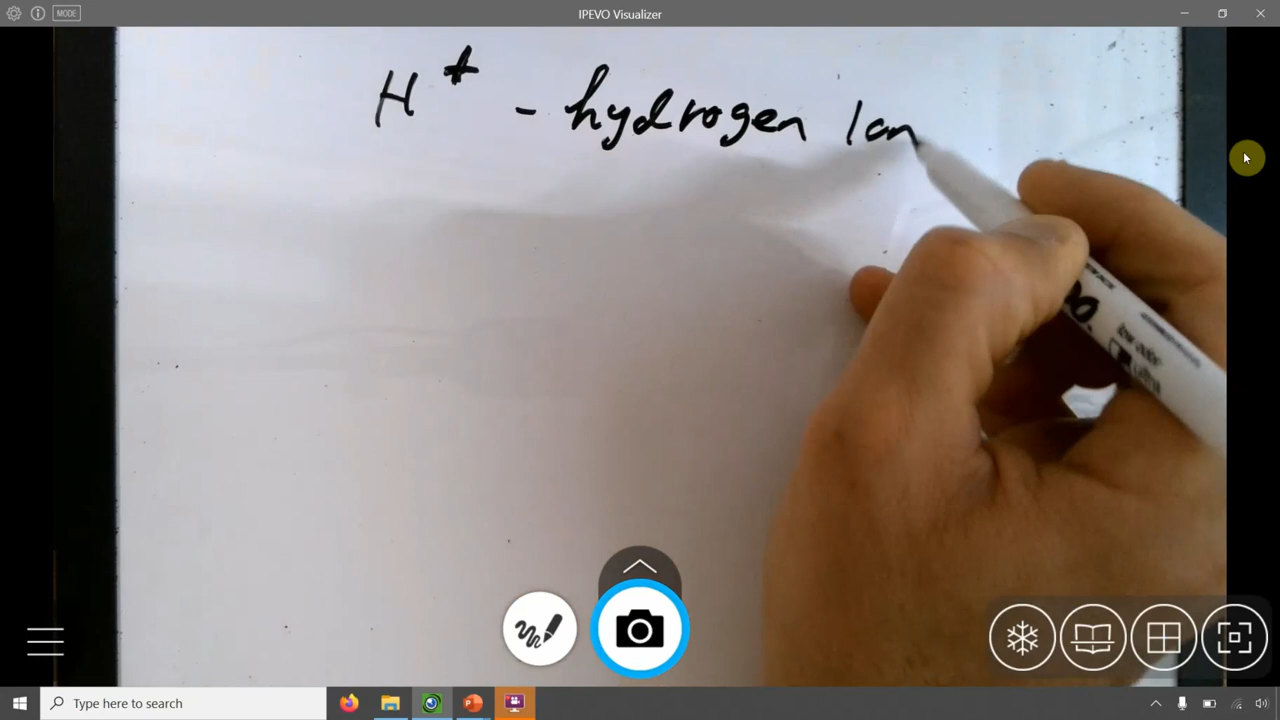 MODE
IPEVO Visualizer
H⁺ - hydrogen Ion
Type here to search